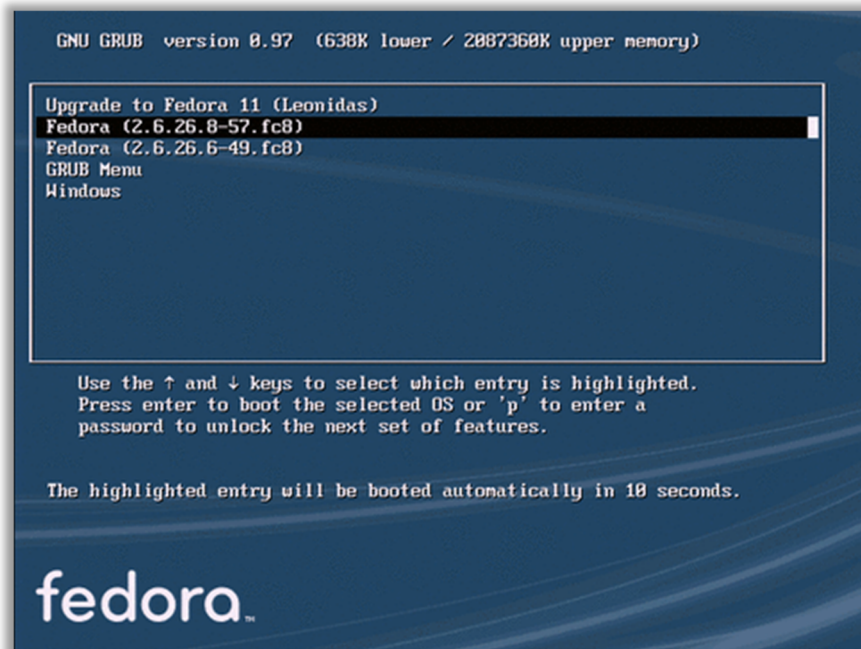 GNU GRUB version 0.97 (638K lower / 2087360K upper memory)
Upgrade to Fedora 11 (Leonidas)
Fedora (2.6.26.8-57.fc8)
Fedora (2.6.26.6-49.fc8)
GRUB Menu
Windows
Use the ↑ and ↓ keys to select which entry is highlighted.
Press enter to boot the selected OS or 'p' to enter a
password to unlock the next set of features.
The highlighted entry will be booted automatically in 10 seconds.
fedora™